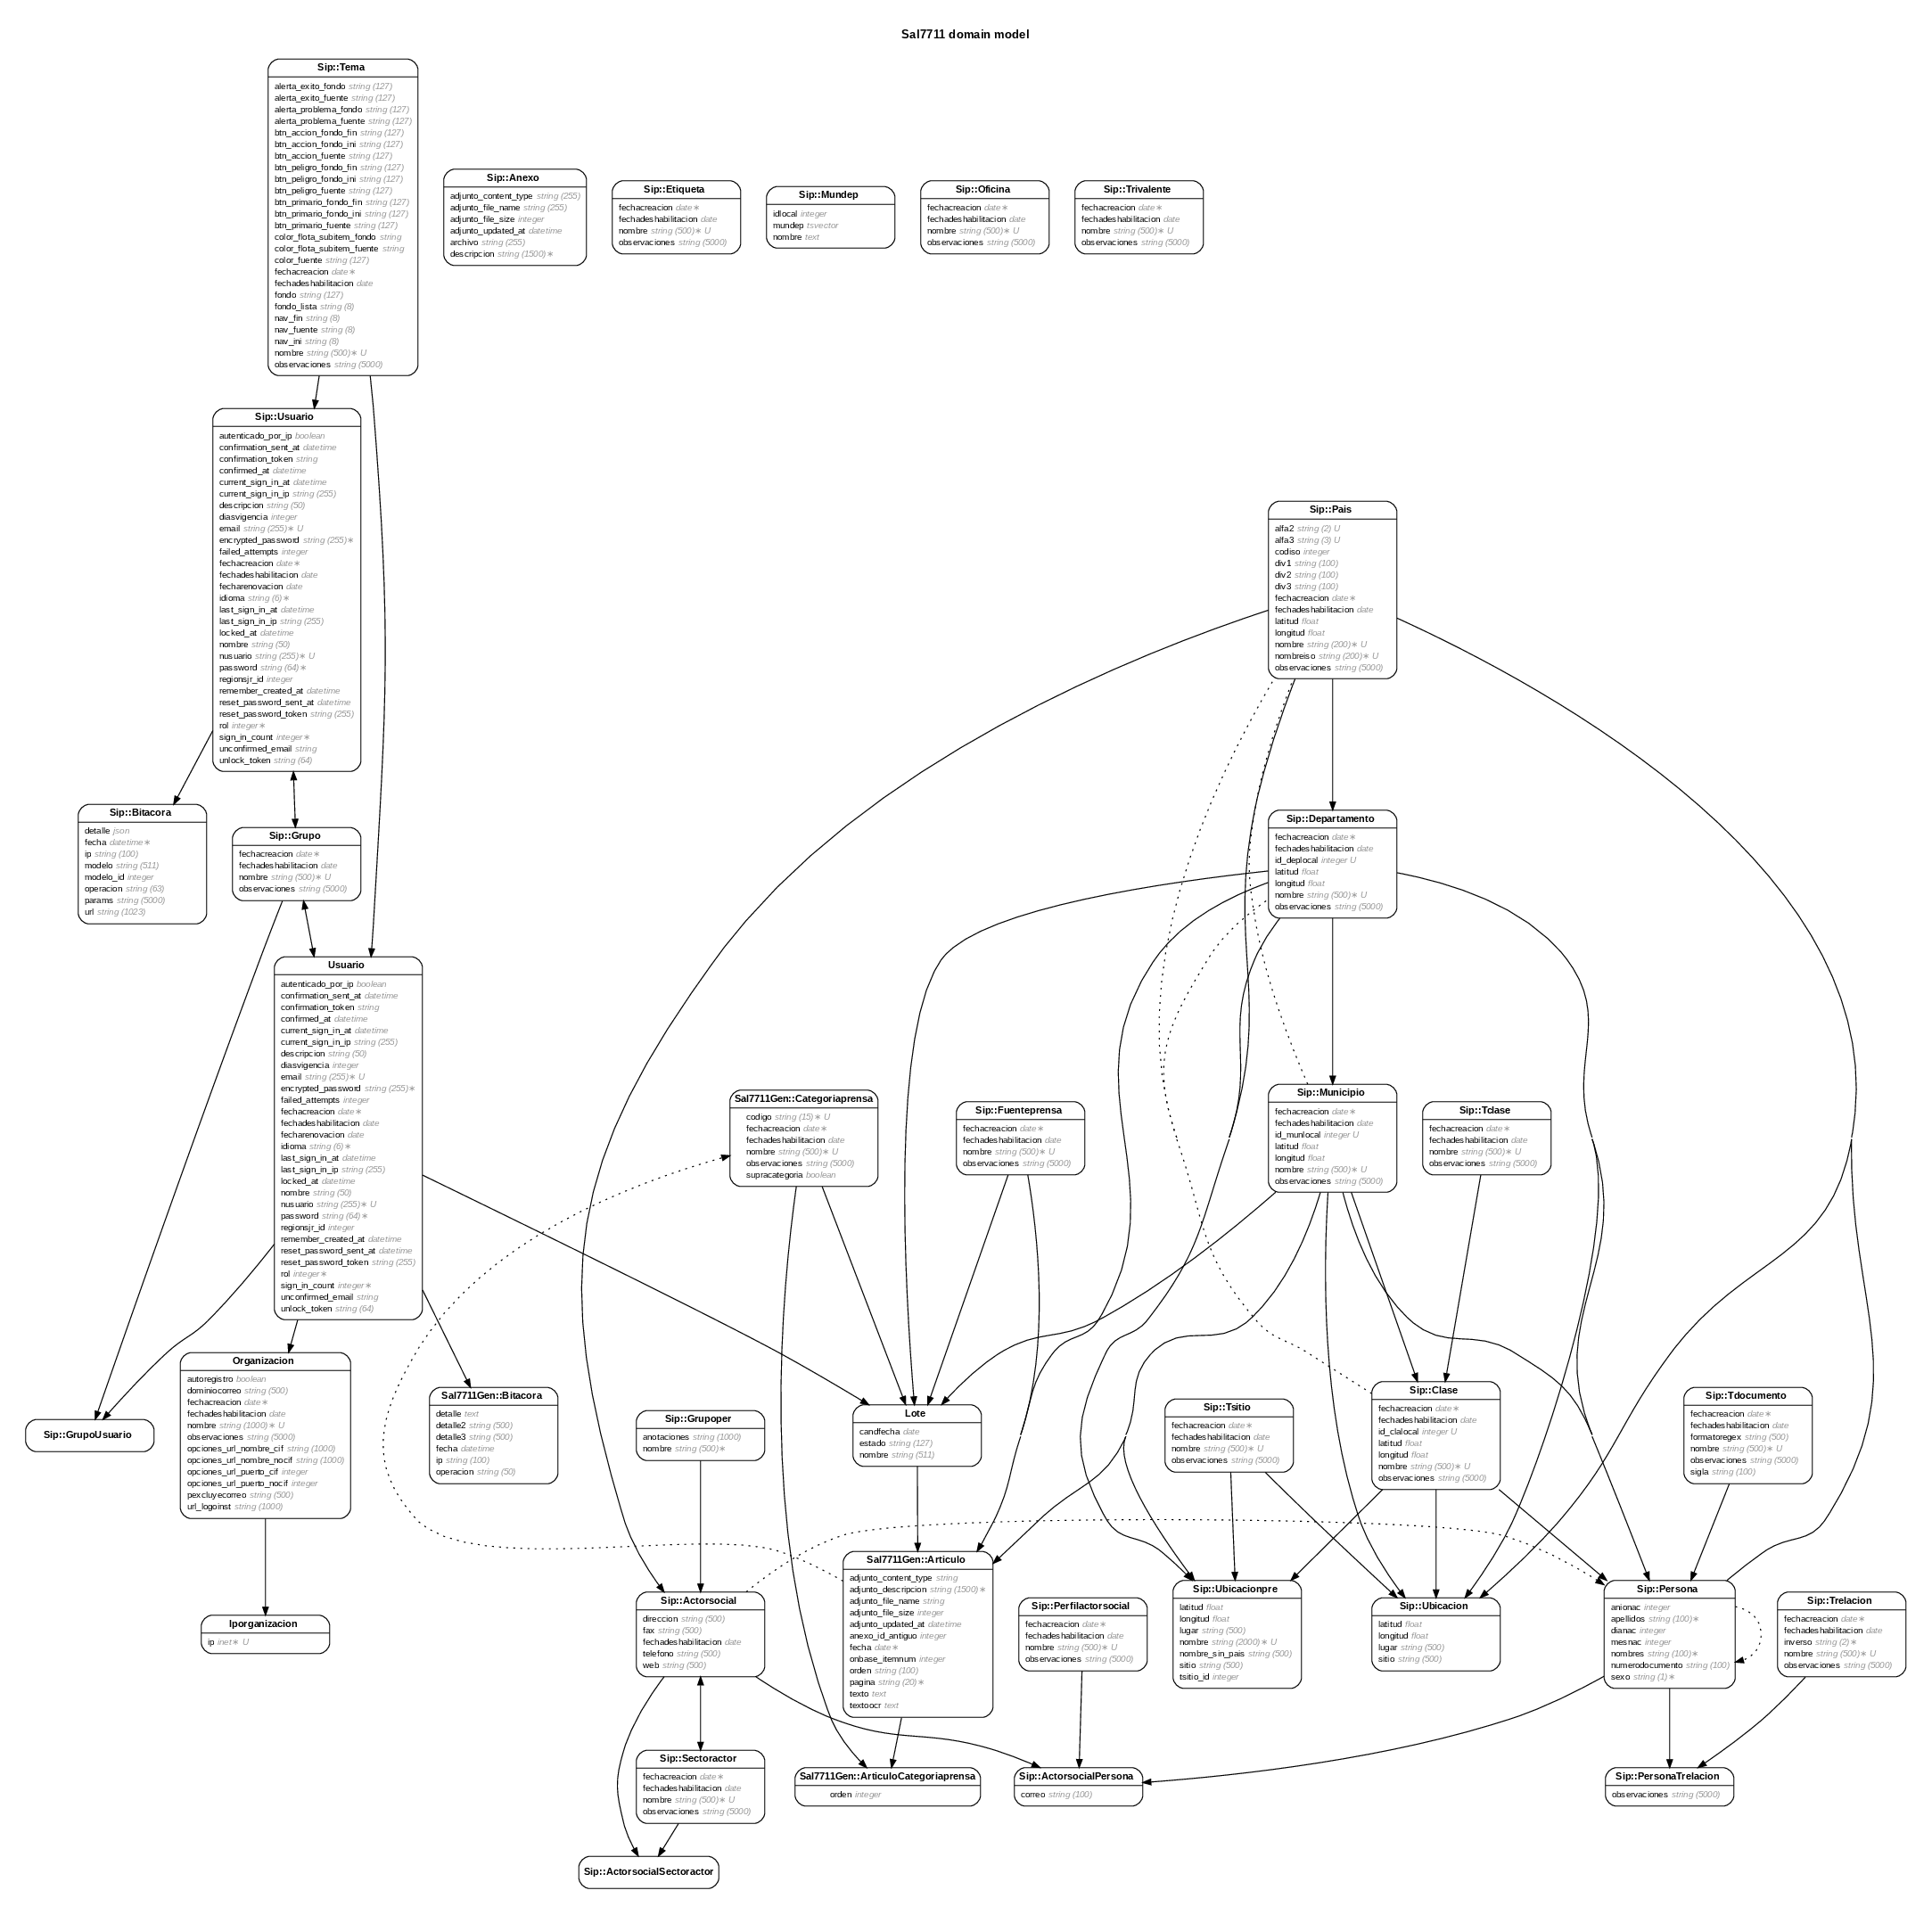 Sal7711 domain model
Sip::Tema
alerta_exito_fondo string (127)
alerta_exito_fuente string (127)
alerta_problema_fondo string (127)
alerta_problema_fuente string (127)
btn_accion_fondo_fin string (127)
btn_accion_fondo_ini string (127)
btn_accion_fuente string (127)
btn_peligro_fondo_fin string (127)
btn_peligro_fondo_ini string (127)
btn_peligro_fuente string (127)
btn_primario_fondo_fin string (127)
btn_primario_fondo_ini string (127)
btn_primario_fuente string (127)
color_flota_subitem_fondo string
color_flota_subitem_fuente string
color_fuente string (127)
fechacreacion date ∗
fechadeshabilitacion date
fondo string (127)
fondo_lista string (8)
nav_fin string (8)
nav_fuente string (8)
nav_ini string (8)
nombre string (500) ∗ U
observaciones string (5000)
Sip::Anexo
adjunto_content_type string (255)
adjunto_file_name string (255)
adjunto_file_size integer
adjunto_updated_at datetime
archivo string (255)
descripcion string (1500) ∗
Sip::Etiqueta
fechacreacion date ∗
fechadeshabilitacion date
nombre string (500) ∗ U
observaciones string (5000)
Sip::Mundep
idlocal integer
mundep tsvector
nombre text
Sip::Oficina
fechacreacion date ∗
fechadeshabilitacion date
nombre string (500) ∗ U
observaciones string (5000)
Sip::Trivalente
fechacreacion date ∗
fechadeshabilitacion date
nombre string (500) ∗ U
observaciones string (5000)
Sip::Usuario
autenticado_por_ip boolean
confirmation_sent_at datetime
confirmation_token string
confirmed_at datetime
current_sign_in_at datetime
current_sign_in_ip string (255)
descripcion string (50)
diasvigencia integer
email string (255) ∗ U
encrypted_password string (255) ∗
failed_attempts integer
fechacreacion date ∗
fechadeshabilitacion date
fecharenovacion date
idioma string (6) ∗
last_sign_in_at datetime
last_sign_in_ip string (255)
locked_at datetime
nombre string (50)
nusuario string (255) ∗ U
password string (64) ∗
regionsjr_id integer
remember_created_at datetime
reset_password_sent_at datetime
reset_password_token string (255)
rol integer ∗
sign_in_count integer ∗
unconfirmed_email string
unlock_token string (64)
Sip::Pais
alfa2 string (2) U
alfa3 string (3) U
codiso integer
div1 string (100)
div2 string (100)
div3 string (100)
fechacreacion date ∗
fechadeshabilitacion date
latitud float
longitud float
nombre string (200) ∗ U
nombreiso string (200) ∗ U
observaciones string (5000)
Sip::Bitacora
detalle json
fecha datetime ∗
ip string (100)
modelo string (511)
modelo_id integer
operacion string (63)
params string (5000)
url string (1023)
Sip::Grupo
fechacreacion date ∗
fechadeshabilitacion date
nombre string (500) ∗ U
observaciones string (5000)
Sip::Departamento
fechacreacion date ∗
fechadeshabilitacion date
id_deplocal integer U
latitud float
longitud float
nombre string (500) ∗ U
observaciones string (5000)
Usuario
autenticado_por_ip boolean
confirmation_sent_at datetime
confirmation_token string
confirmed_at datetime
current_sign_in_at datetime
current_sign_in_ip string (255)
descripcion string (50)
diasvigencia integer
email string (255) ∗ U
encrypted_password string (255) ∗
failed_attempts integer
fechacreacion date ∗
fechadeshabilitacion date
fecharenovacion date
idioma string (6) ∗
last_sign_in_at datetime
last_sign_in_ip string (255)
locked_at datetime
nombre string (50)
nusuario string (255) ∗ U
password string (64) ∗
regionsjr_id integer
remember_created_at datetime
reset_password_sent_at datetime
reset_password_token string (255)
rol integer ∗
sign_in_count integer ∗
unconfirmed_email string
unlock_token string (64)
Sal7711Gen::Categoriaprensa
codigo string (15) ∗ U
fechacreacion date ∗
fechadeshabilitacion date
nombre string (500) ∗ U
observaciones string (5000)
supracategoria boolean
Sip::Fuenteprensa
fechacreacion date ∗
fechadeshabilitacion date
nombre string (500) ∗ U
observaciones string (5000)
Sip::Municipio
fechacreacion date ∗
fechadeshabilitacion date
id_munlocal integer U
latitud float
longitud float
nombre string (500) ∗ U
observaciones string (5000)
Sip::Tclase
fechacreacion date ∗
fechadeshabilitacion date
nombre string (500) ∗ U
observaciones string (5000)
Sip::GrupoUsuario
Organizacion
autoregistro boolean
dominiocorreo string (500)
fechacreacion date ∗
fechadeshabilitacion date
nombre string (1000) ∗ U
observaciones string (5000)
opciones_url_nombre_cif string (1000)
opciones_url_nombre_nocif string (1000)
opciones_url_puerto_cif integer
opciones_url_puerto_nocif integer
pexcluyecorreo string (500)
url_logoinst string (1000)
Sal7711Gen::Bitacora
detalle text
detalle2 string (500)
detalle3 string (500)
fecha datetime
ip string (100)
operacion string (50)
Sip::Grupoper
anotaciones string (1000)
nombre string (500) ∗
Lote
candfecha date
estado string (127)
nombre string (511)
Sip::Tsitio
fechacreacion date ∗
fechadeshabilitacion date
nombre string (500) ∗ U
observaciones string (5000)
Sip::Clase
fechacreacion date ∗
fechadeshabilitacion date
id_clalocal integer U
latitud float
longitud float
nombre string (500) ∗ U
observaciones string (5000)
Sip::Tdocumento
fechacreacion date ∗
fechadeshabilitacion date
formatoregex string (500)
nombre string (500) ∗ U
observaciones string (5000)
sigla string (100)
Iporganizacion
ip inet ∗ U
Sip::Actorsocial
direccion string (500)
fax string (500)
fechadeshabilitacion date
telefono string (500)
web string (500)
Sal7711Gen::Articulo
adjunto_content_type string
adjunto_descripcion string (1500) ∗
adjunto_file_name string
adjunto_file_size integer
adjunto_updated_at datetime
anexo_id_antiguo integer
fecha date ∗
onbase_itemnum integer
orden string (100)
pagina string (20) ∗
texto text
textoocr text
Sip::Perfilactorsocial
fechacreacion date ∗
fechadeshabilitacion date
nombre string (500) ∗ U
observaciones string (5000)
Sip::Ubicacionpre
latitud float
longitud float
lugar string (500)
nombre string (2000) ∗ U
nombre_sin_pais string (500)
sitio string (500)
tsitio_id integer
Sip::Ubicacion
latitud float
longitud float
lugar string (500)
sitio string (500)
Sip::Persona
anionac integer
apellidos string (100) ∗
dianac integer
mesnac integer
nombres string (100) ∗
numerodocumento string (100)
sexo string (1) ∗
Sip::Trelacion
fechacreacion date ∗
fechadeshabilitacion date
inverso string (2) ∗
nombre string (500) ∗ U
observaciones string (5000)
Sip::Sectoractor
fechacreacion date ∗
fechadeshabilitacion date
nombre string (500) ∗ U
observaciones string (5000)
Sal7711Gen::ArticuloCategoriaprensa
orden integer
Sip::ActorsocialPersona
correo string (100)
Sip::PersonaTrelacion
observaciones string (5000)
Sip::ActorsocialSectoractor